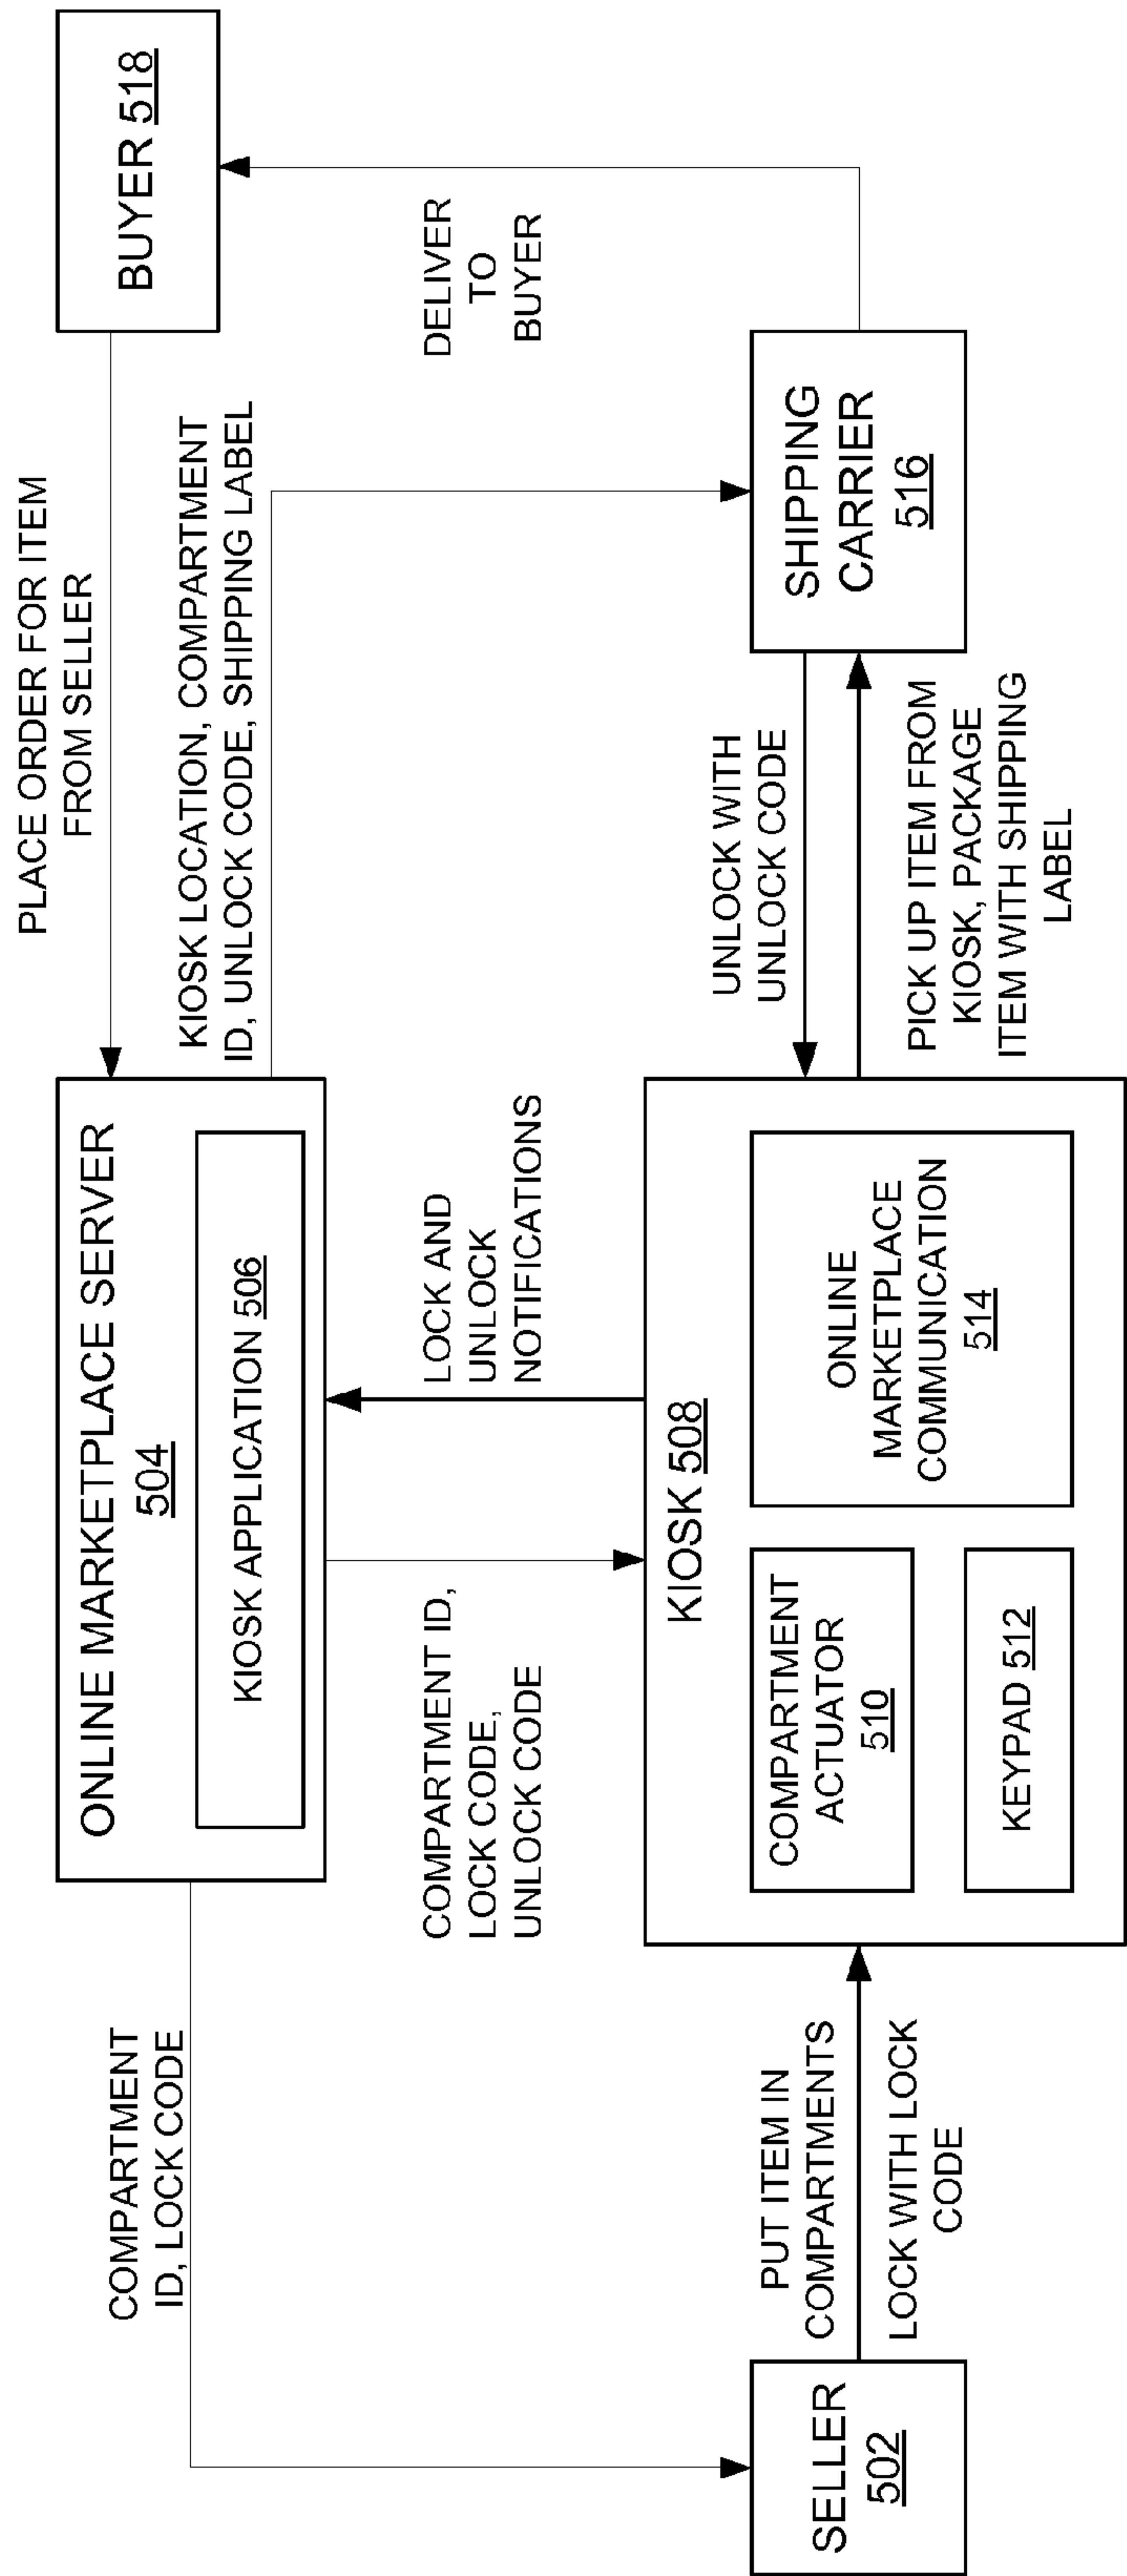 PLACE ORDER FOR ITEM
FROM SELLER
BUYER 518
ONLINE MARKETPLACE SERVER
504
KIOSK APPLICATION 506
COMPARTMENT
ID, LOCK CODE
KIOSK LOCATION, COMPARTMENT
ID, UNLOCK CODE, SHIPPING LABEL
COMPARTMENT ID,
LOCK CODE,
UNLOCK CODE
LOCK AND
UNLOCK
NOTIFICATIONS
DELIVER
TO
BUYER
SELLER
502
PUT ITEM IN
COMPARTMENTS
LOCK WITH LOCK
CODE
KIOSK 508
COMPARTMENT
ACTUATOR
510
KEYPAD 512
ONLINE
MARKETPLACE
COMMUNICATION
514
UNLOCK WITH
UNLOCK CODE
PICK UP ITEM FROM
KIOSK, PACKAGE
ITEM WITH SHIPPING
LABEL
SHIPPING
CARRIER
516